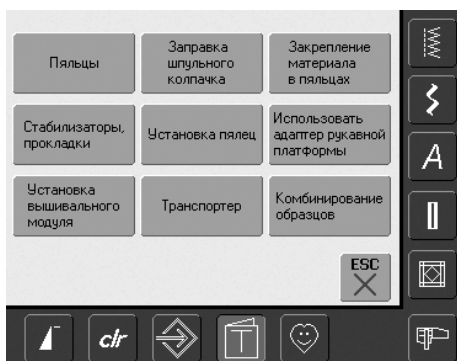 Пяльцы
Заправка
шпульного
колпачка
Закрепление
материала
в пяльцах
Стабилизаторы,
прокладки
Установка пялец
Использовать
адаптер рукавной
платформы
Установка
вышивального
модуля
Транспортер
Комбинирование
образцов
ESC
A
clr
T